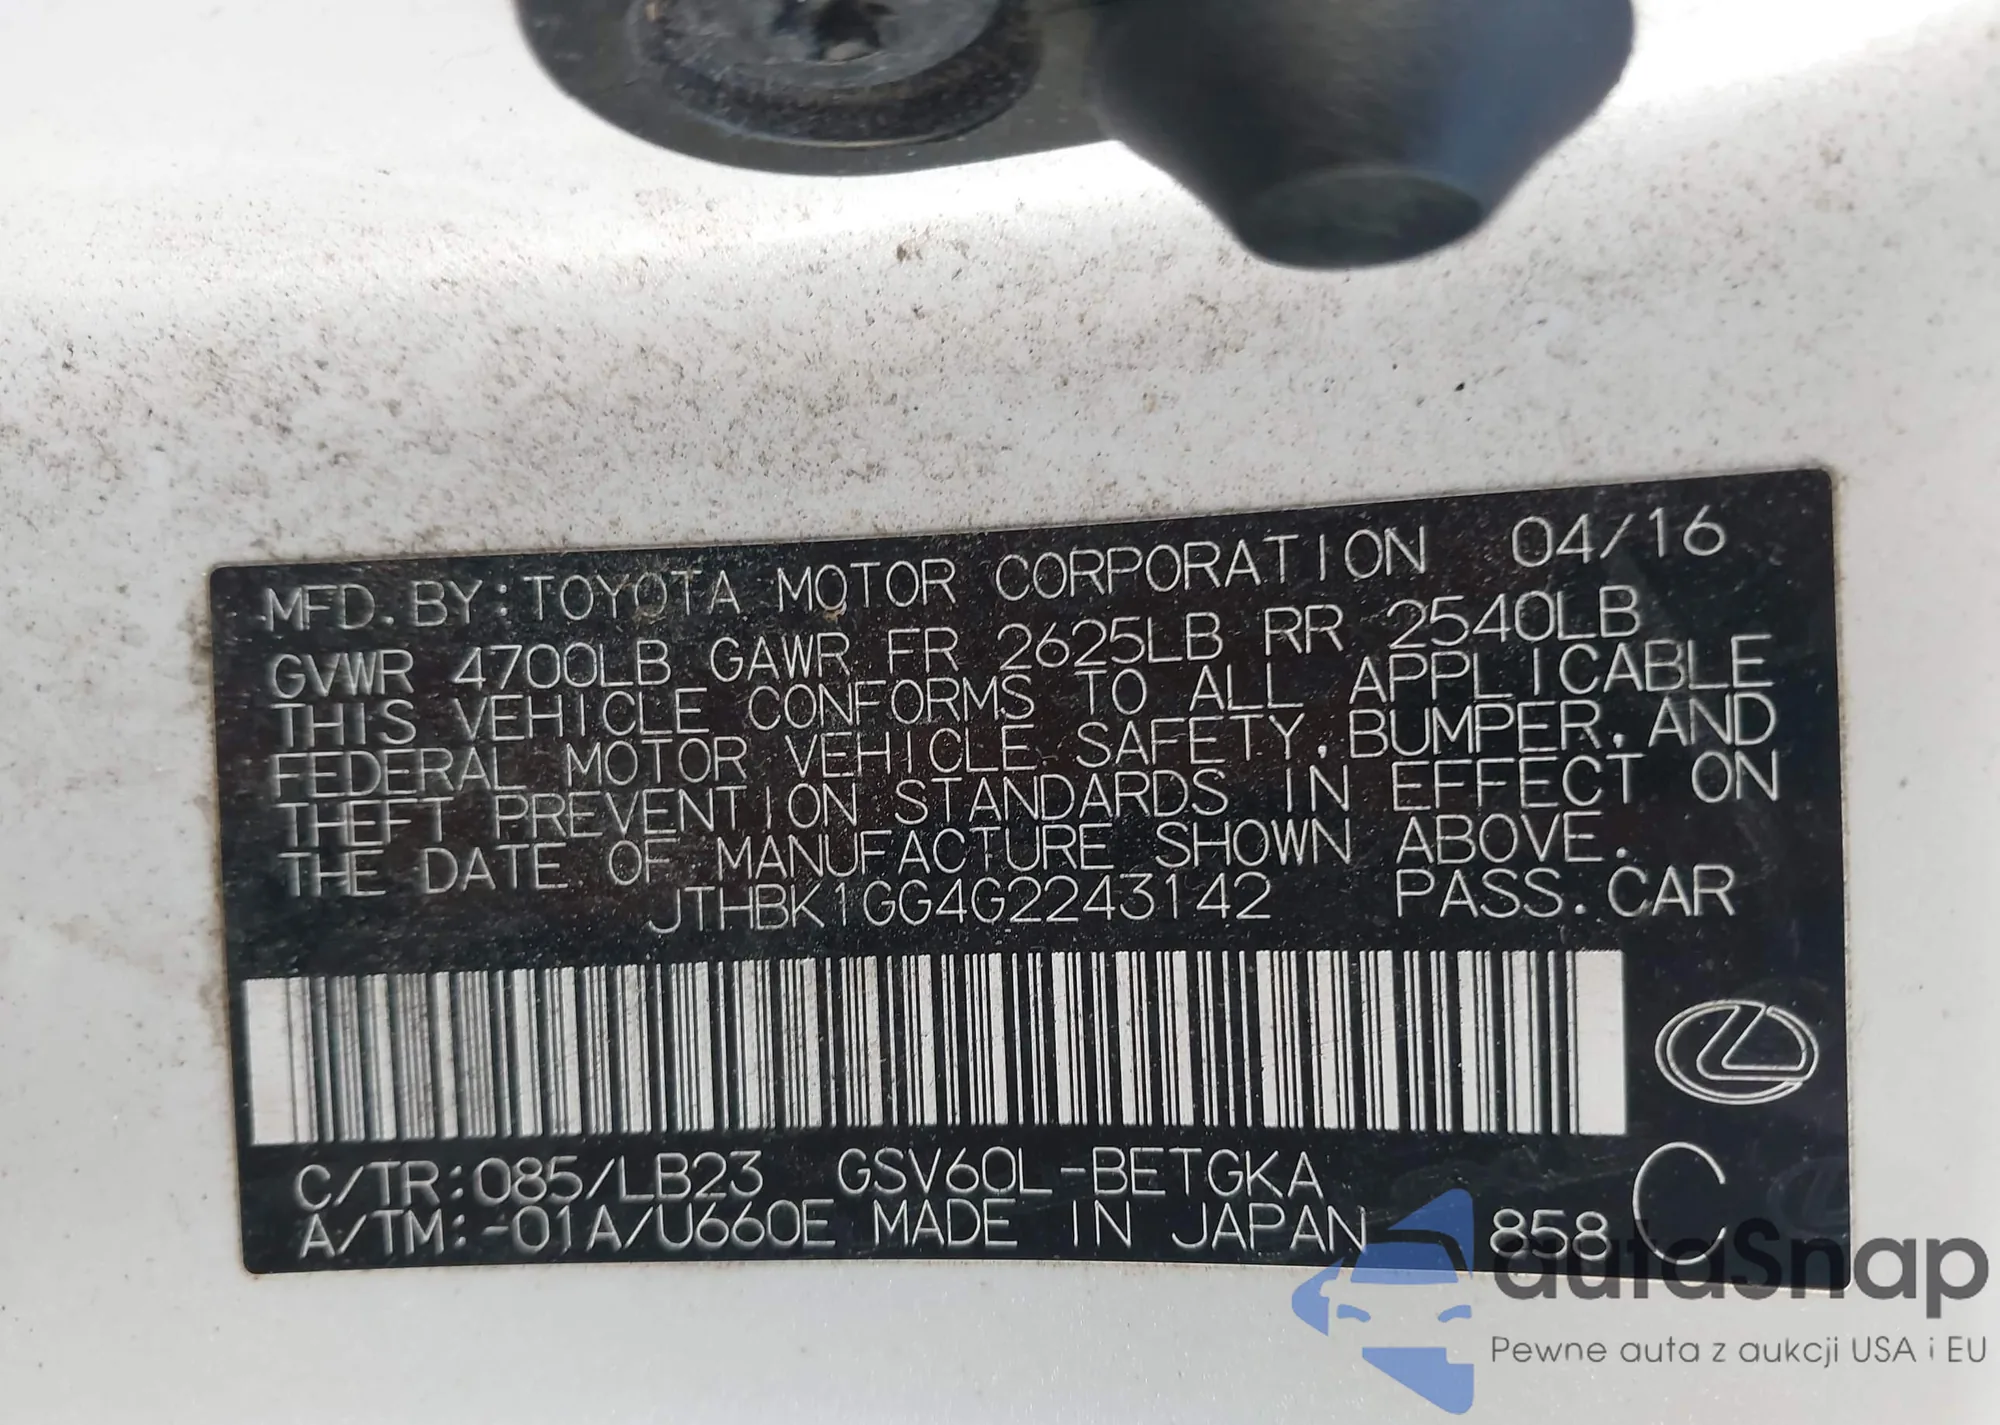 MFD. BY: TOYOTA MOTOR CORPORATION 04/16
GVWR 4700LB GAWR FR 2625LB RR 2540LB
THIS VEHICLE CONFORMS TO ALL APPLICABLE
FEDERAL MOTOR VEHICLE SAFETY, BUMPER, AND
THEFT PREVENTION STANDARDS IN EFFECT ON
THE DATE OF MANUFACTURE SHOWN ABOVE.
JTHBK1GG4G2243142 PASS. CAR
C/TR:085/LB23 GSV60L-BETGKA
A/TM:-01A/U660E MADE IN JAPAN 858 C
autoSnap
Pewne auta z aukcji USA i EU